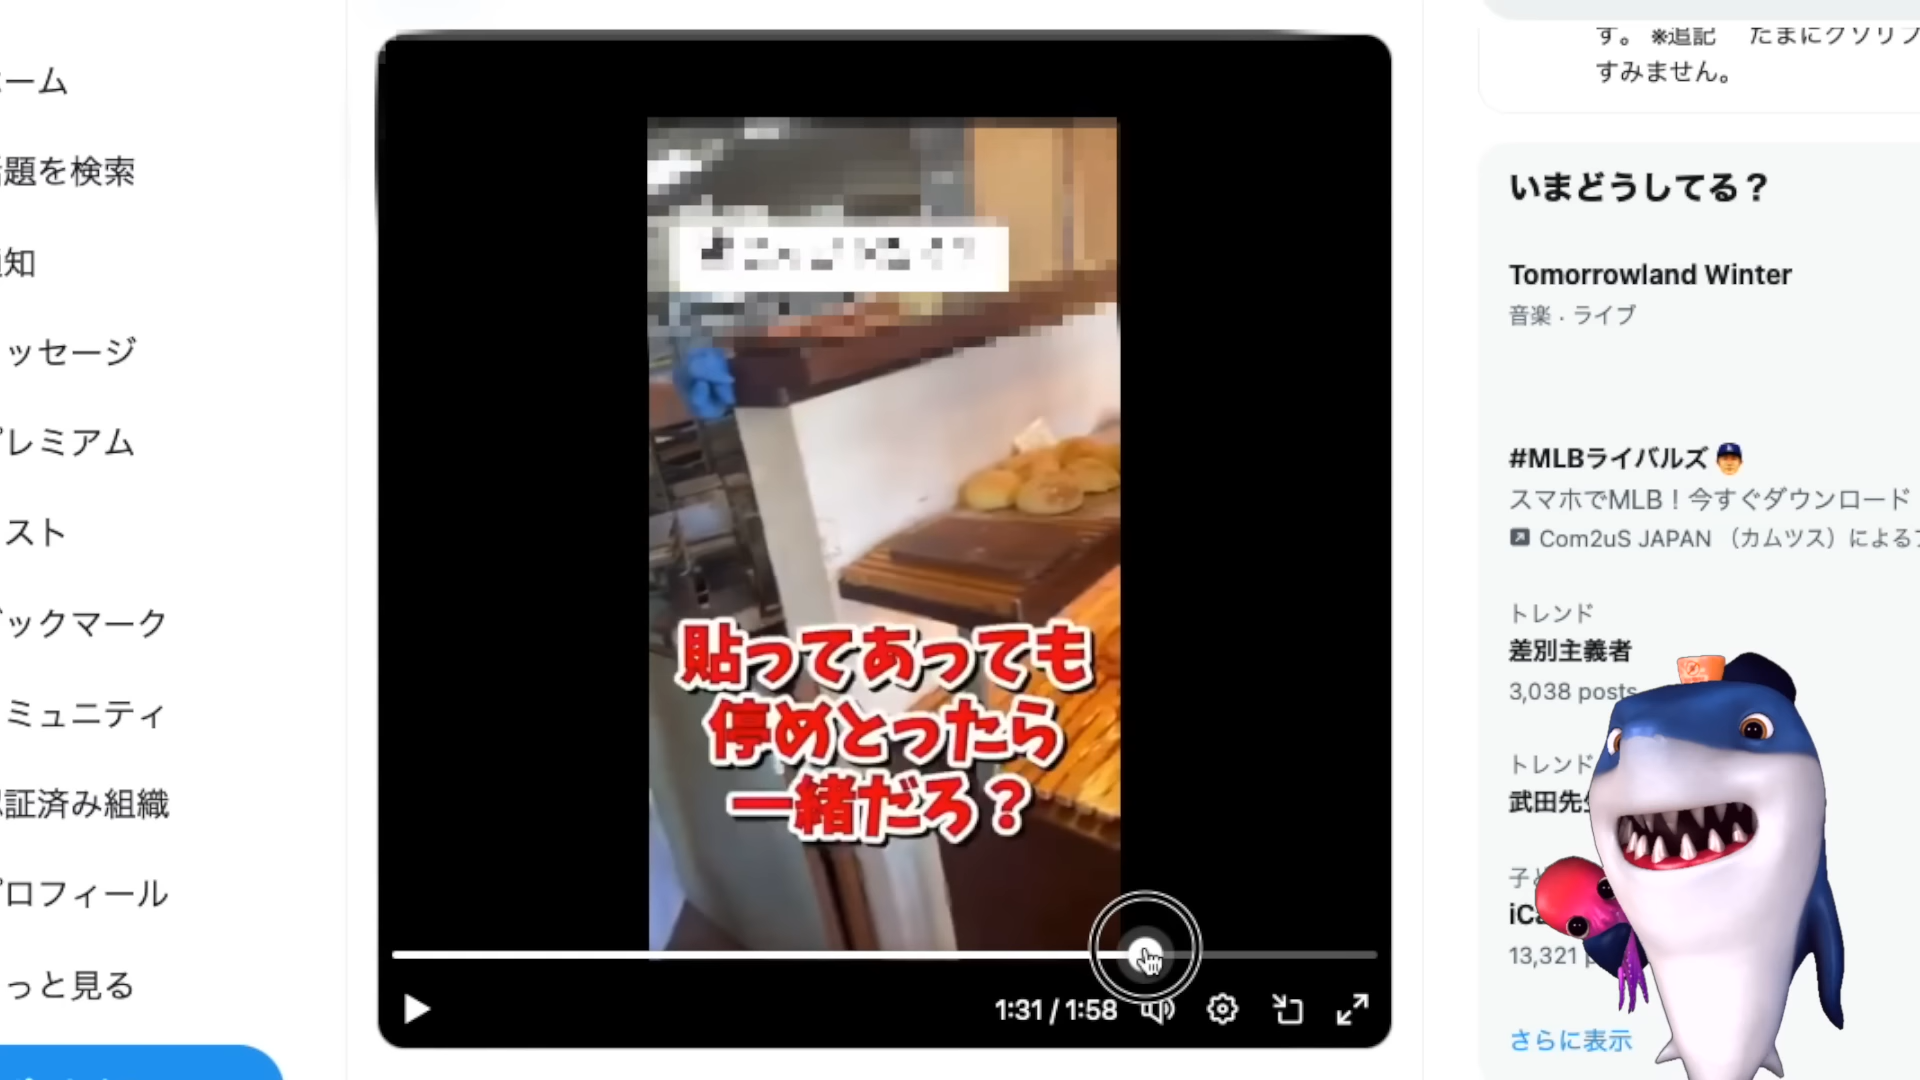 ーム
題を検索
知
ッセージ
レミアム
スト
ックマーク
ミュニティ
証済み組織
ロフィール
っと見る
貼ってあっても
停めとったら
一緒だろ？
1:31 / 1:58
す。 ※追記 たまにクソリプ
すみません。
いまどうしてる？
Tomorrowland Winter
音楽 · ライブ
#MLBライバルズ
スマホでMLB！今すぐダウンロード
Com2uS JAPAN （カムツス）による
トレンド
差別主義者
3,038 posts
トレンド
武田先
子
iC
13,321
さらに表示